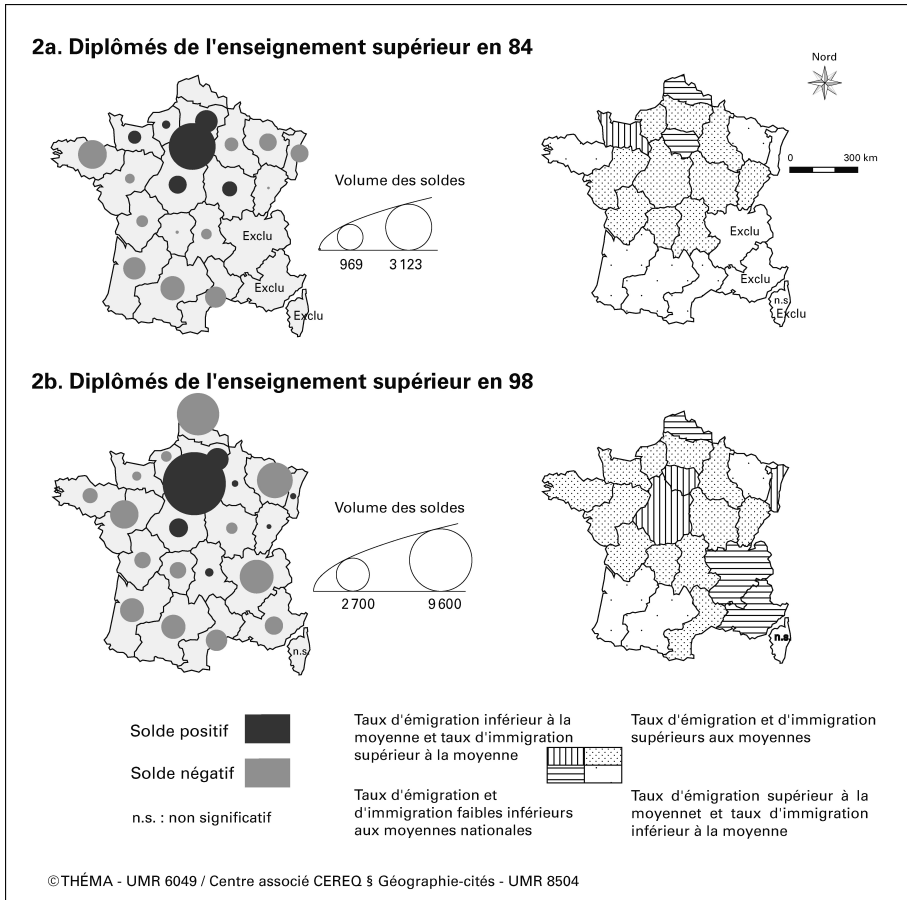 2a. Diplômés de l'enseignement supérieur en 84
Nord
0 300 km
Volume des soldes
969 3 123
Exclu
Exclu
Exclu
Exclu
Exclu
n.s
Exclu
2b. Diplômés de l'enseignement supérieur en 98
Volume des soldes
2 700 9 600
n.s
n.s.
Solde positif
Solde négatif
n.s. : non significatif
Taux d'émigration inférieur à la
moyenne et taux d'immigration
supérieur à la moyenne
Taux d'émigration et d'immigration
supérieurs aux moyennes
Taux d'émigration et
d'immigration faibles inférieurs
aux moyennes nationales
Taux d'émigration supérieur à la
moyennet et taux d'immigration
inférieur à la moyenne
© THÉMA - UMR 6049 / Centre associé CEREQ § Géographie-cités - UMR 8504